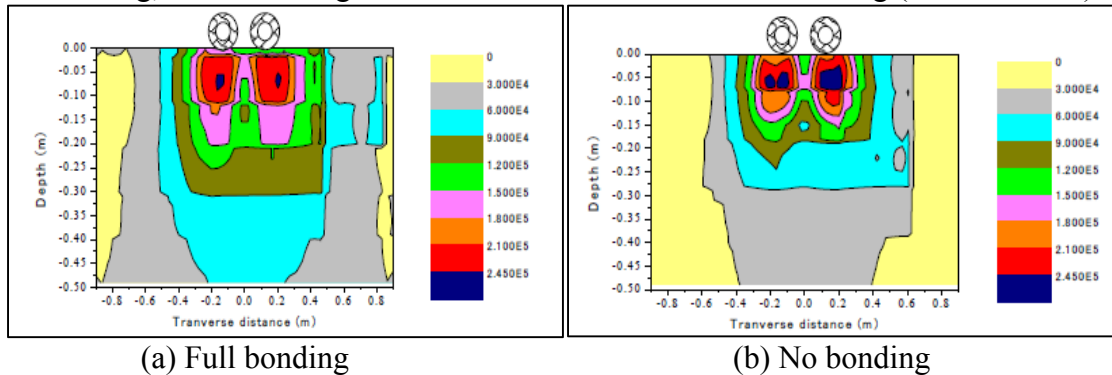 0.00
-0.05
-0.10
-0.15
-0.20
-0.25
-0.30
-0.35
-0.40
-0.45
-0.50
Depth (m)
-0.8 -0.6 -0.4 -0.2 0.0 0.2 0.4 0.6 0.8
Tranverse distance (m)
0
3.000E4
6.000E4
9.000E4
1.200E5
1.500E5
1.800E5
2.100E5
2.450E5
(a) Full bonding
0.00
-0.05
-0.10
-0.15
-0.20
-0.25
-0.30
-0.35
-0.40
-0.45
-0.50
Depth (m)
-0.8 -0.6 -0.4 -0.2 0.0 0.2 0.4 0.6 0.8
Tranverse distance (m)
0
3.000E4
6.000E4
9.000E4
1.200E5
1.500E5
1.800E5
2.100E5
2.450E5
(b) No bonding